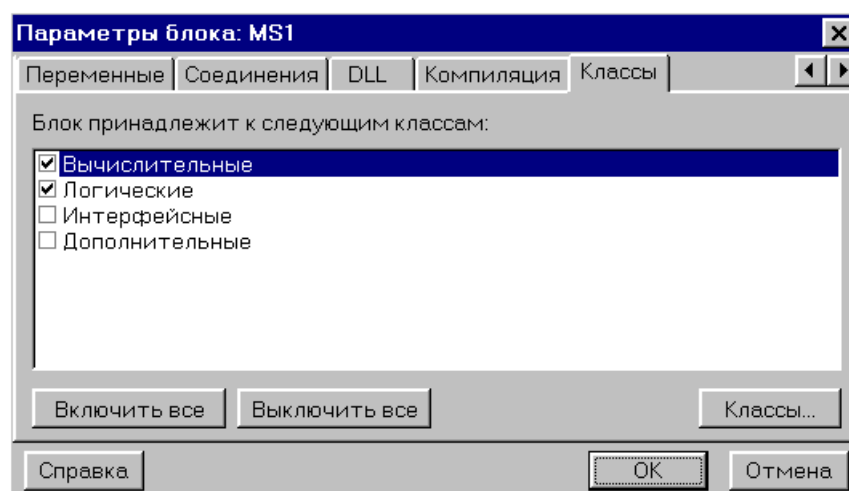 Параметры блока: MS1
Переменные Соединения DLL Компиляция Классы
Блок принадлежит к следующим классам:
Вычислительные
Логические
Интерфейсные
Дополнительные
Включить все Выключить все Классы...
Справка OK Отмена